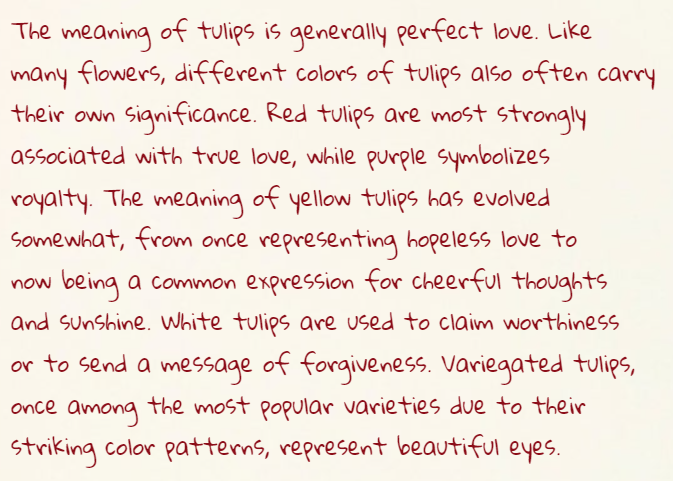 The meaning of tulips is generally perfect love. Like
many flowers, different colors of tulips also often carry
their own significance. Red tulips are most strongly
associated with true love, while purple symbolizes
royalty. The meaning of yellow tulips has evolved
somewhat, from once representing hopeless love to
now being a common expression for cheerful thoughts
and sunshine. White tulips are used to claim worthiness
or to send a message of forgiveness. Variegated tulips,
once among the most popular varieties due to their
striking color patterns, represent beautiful eyes.